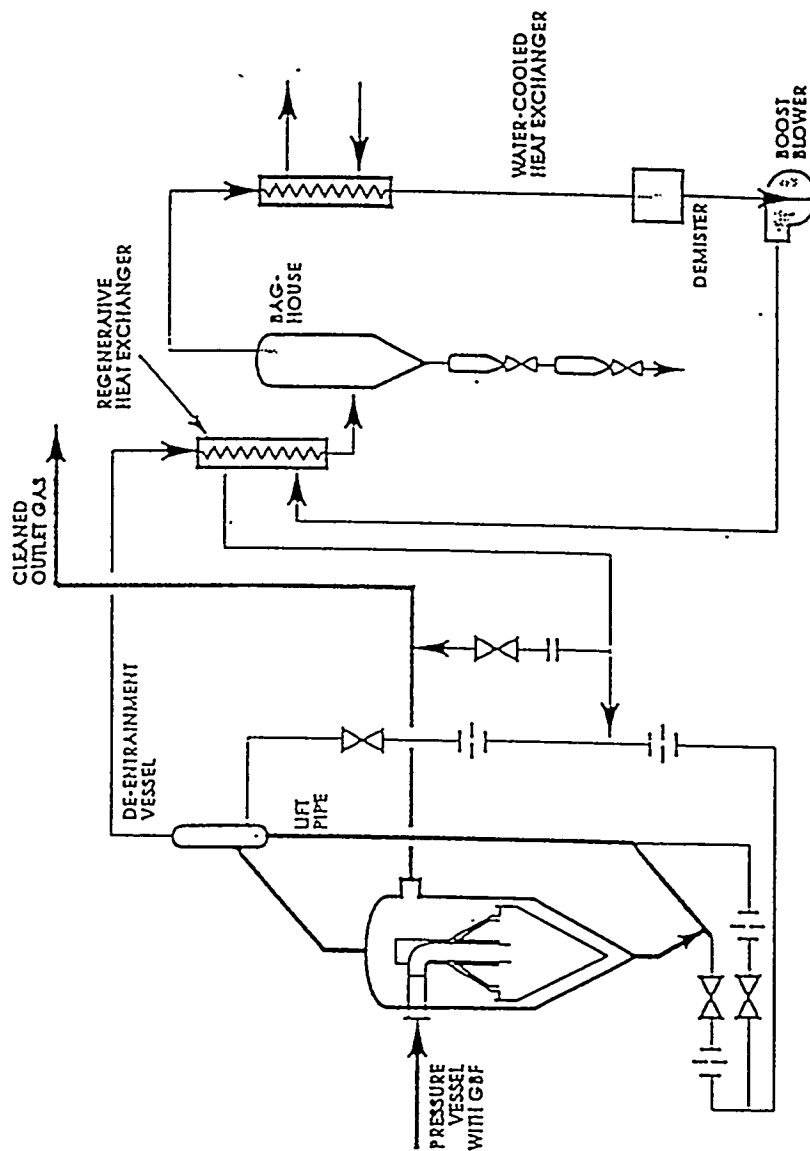 CLEANED
OUTLET GAS
REGENERATIVE
HEAT EXCHANGER
DE-ENTRAINMENT
VESSEL
BAG-
HOUSE
LIFT
PIPE
WATER-COOLED
HEAT EXCHANGER
PRESSURE
VESSEL
WITH GBF
DEMISTER
BOOST
BLOWER